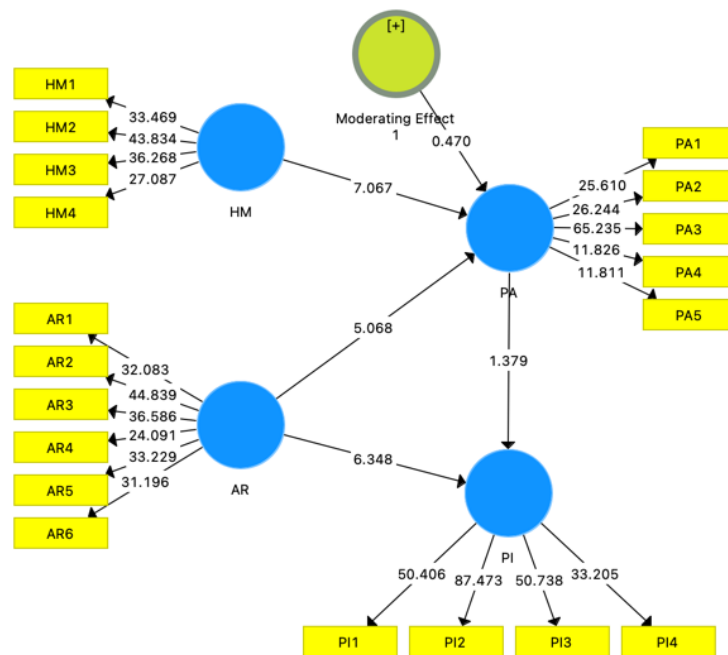 [+]
Moderating Effect
1
0.470
HM1
HM2
HM3
HM4
33.469
43.834
36.268
27.087
HM
7.067
PA1
PA2
PA3
PA4
PA5
25.610
26.244
65.235
11.826
11.811
PA
5.068
1.379
AR1
AR2
AR3
AR4
AR5
AR6
32.083
44.839
36.586
24.091
33.229
31.196
AR
6.348
PI
50.406
87.473
50.738
33.205
PI1
PI2
PI3
PI4